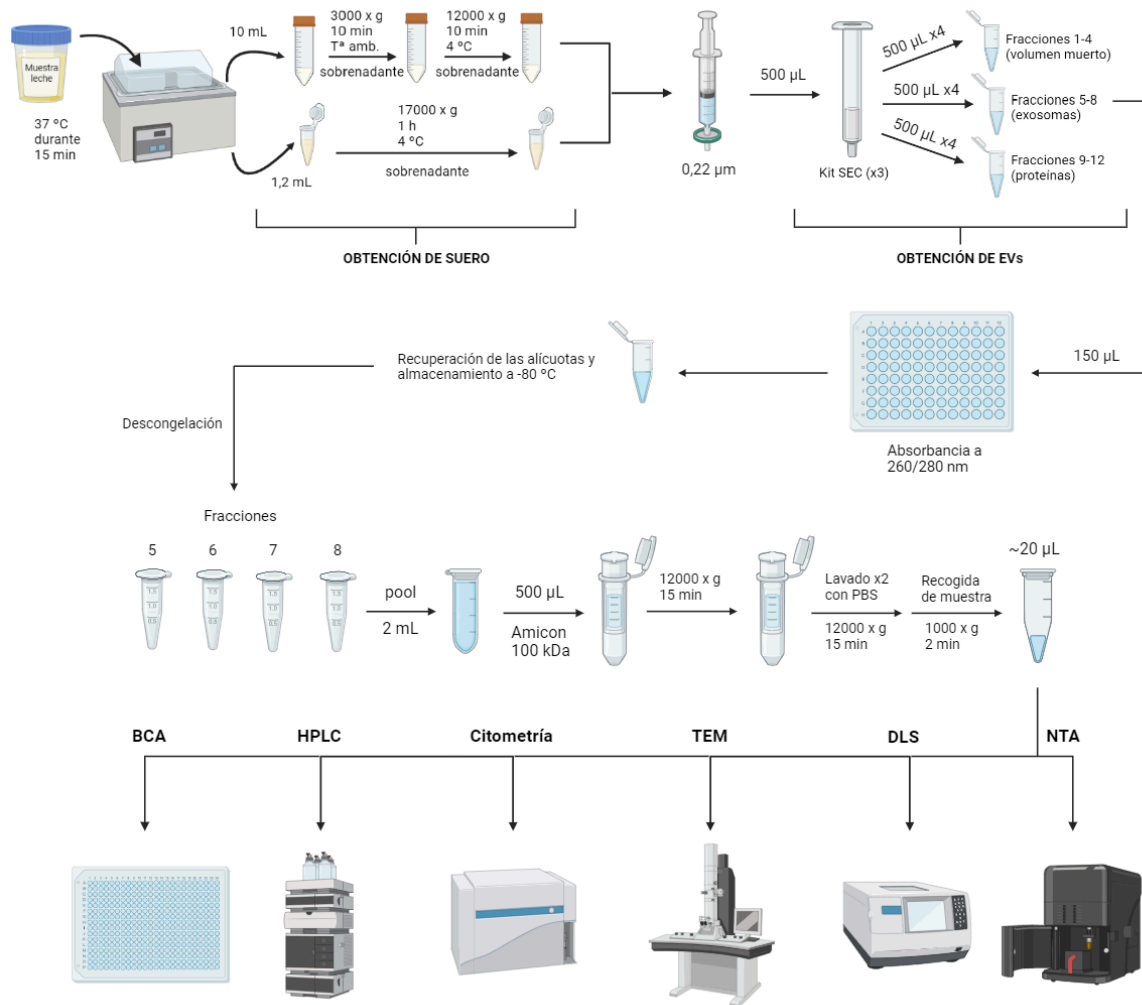 Muestra
leche
37 ºC
durante
15 min
10 mL
3000 x g
10 min
Tª amb.
sobrenadante
12000 x g
10 min
4 ºC
sobrenadante
1,2 mL
17000 x g
1 h
4 ºC
sobrenadante
OBTENCIÓN DE SUERO
0,22 µm
500 µL
Kit SEC (x3)
500 µL x4
Fracciones 1-4
(volumen muerto)
500 µL x4
Fracciones 5-8
(exosomas)
500 µL x4
Fracciones 9-12
(proteínas)
OBTENCIÓN DE EVs
150 µL
Absorbancia a
260/280 nm
Recuperación de las alícuotas y
almacenamiento a -80 ºC
Descongelación
Fracciones
5
6
7
8
pool
2 mL
500 µL
Amicon
100 kDa
12000 x g
15 min
Lavado x2
con PBS
12000 x g
15 min
Recogida
de muestra
1000 x g
2 min
~20 µL
BCA
HPLC
Citometría
TEM
DLS
NTA